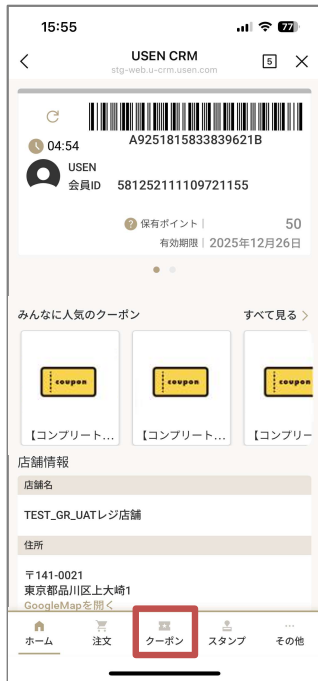 15:55
77
USEN CRM
stg-web.u-crm.usen.com
5
04:54
A9251815833839621B
USEN
会員ID 581252111109721155
? 保有ポイント | 50
有効期限 | 2025年12月26日
みんなに人気のクーポン すべて見る >
coupon coupon coupon
【コンプリート... 【コンプリート... 【コンプリー
店舗情報
店舗名
TEST_GR_UATレジ店舗
住所
〒141-0021
東京都品川区上大崎1
GoogleMapを開く
ホーム 注文 クーポン スタンプ その他